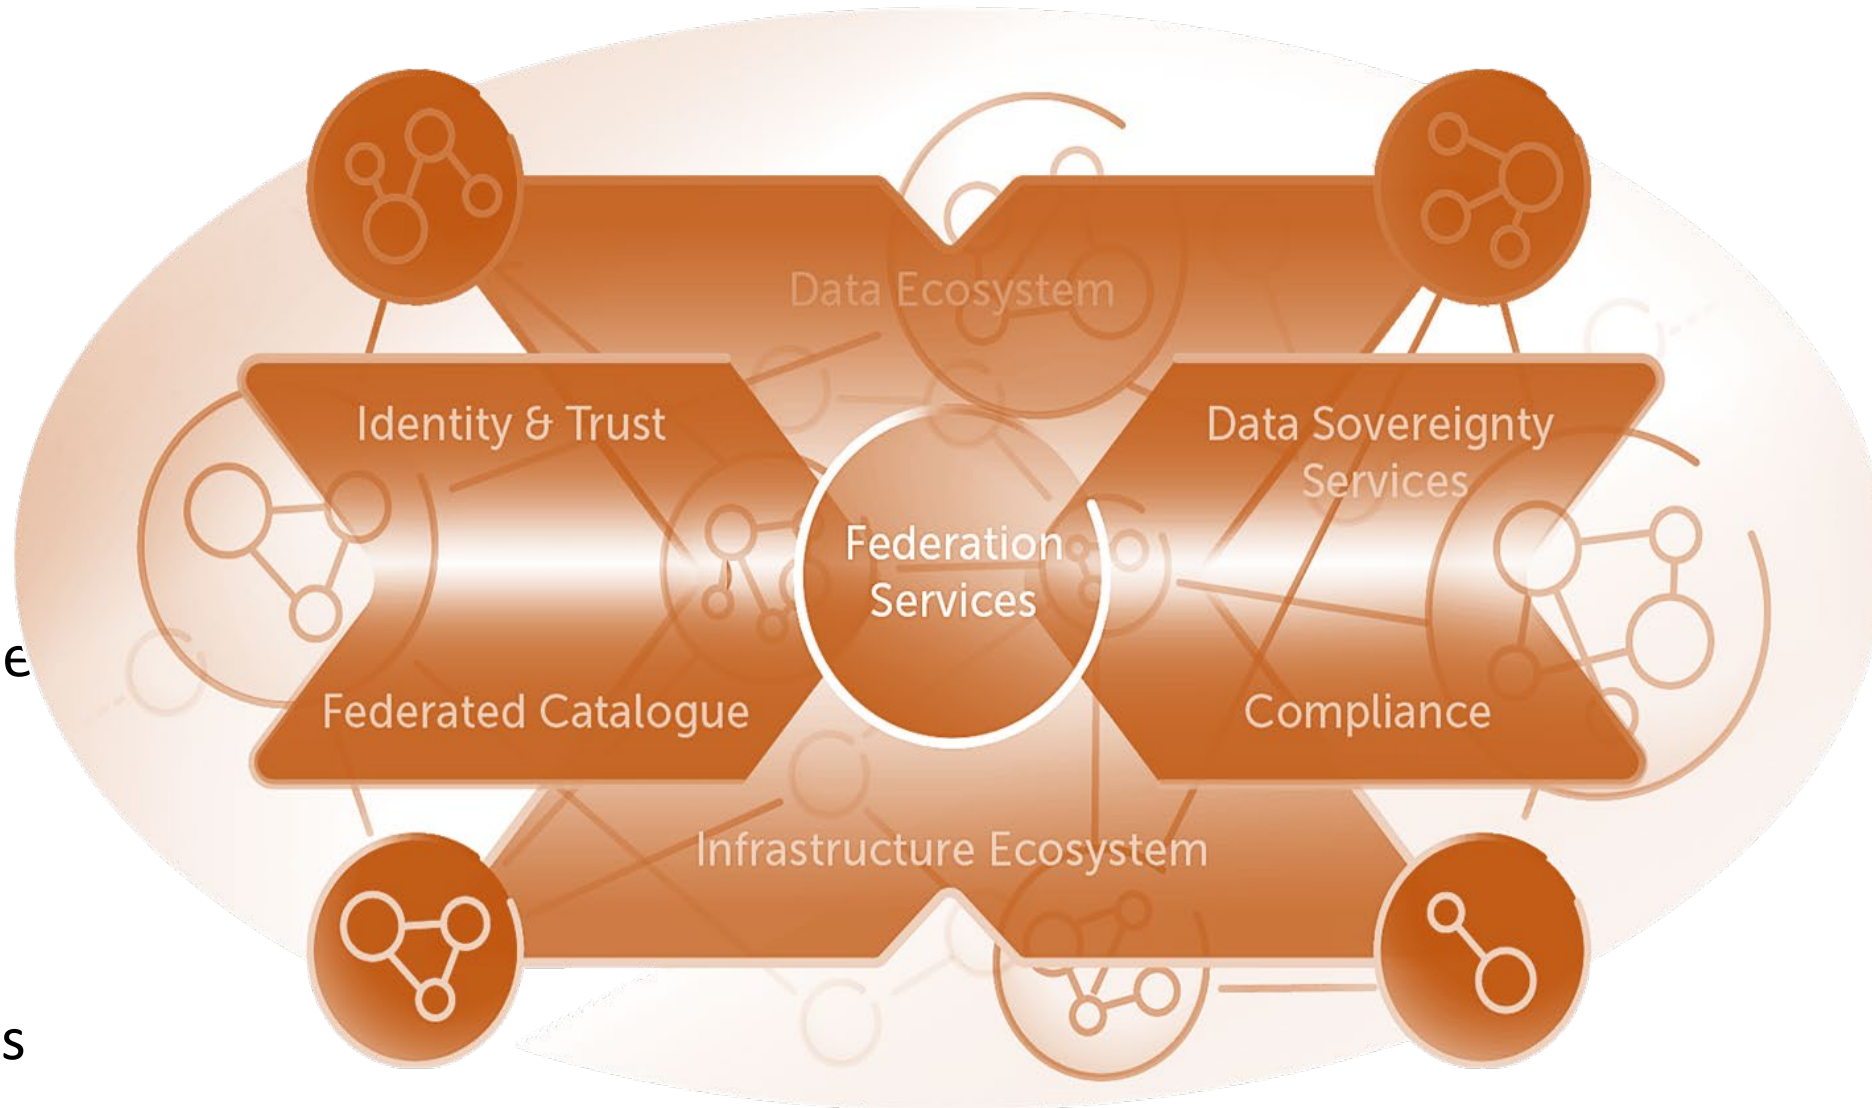 Data Ecosystem
Identity & Trust
Data Sovereignty
Services
Federation
Services
e
Federated Catalogue
Compliance
Infrastructure Ecosystem
s